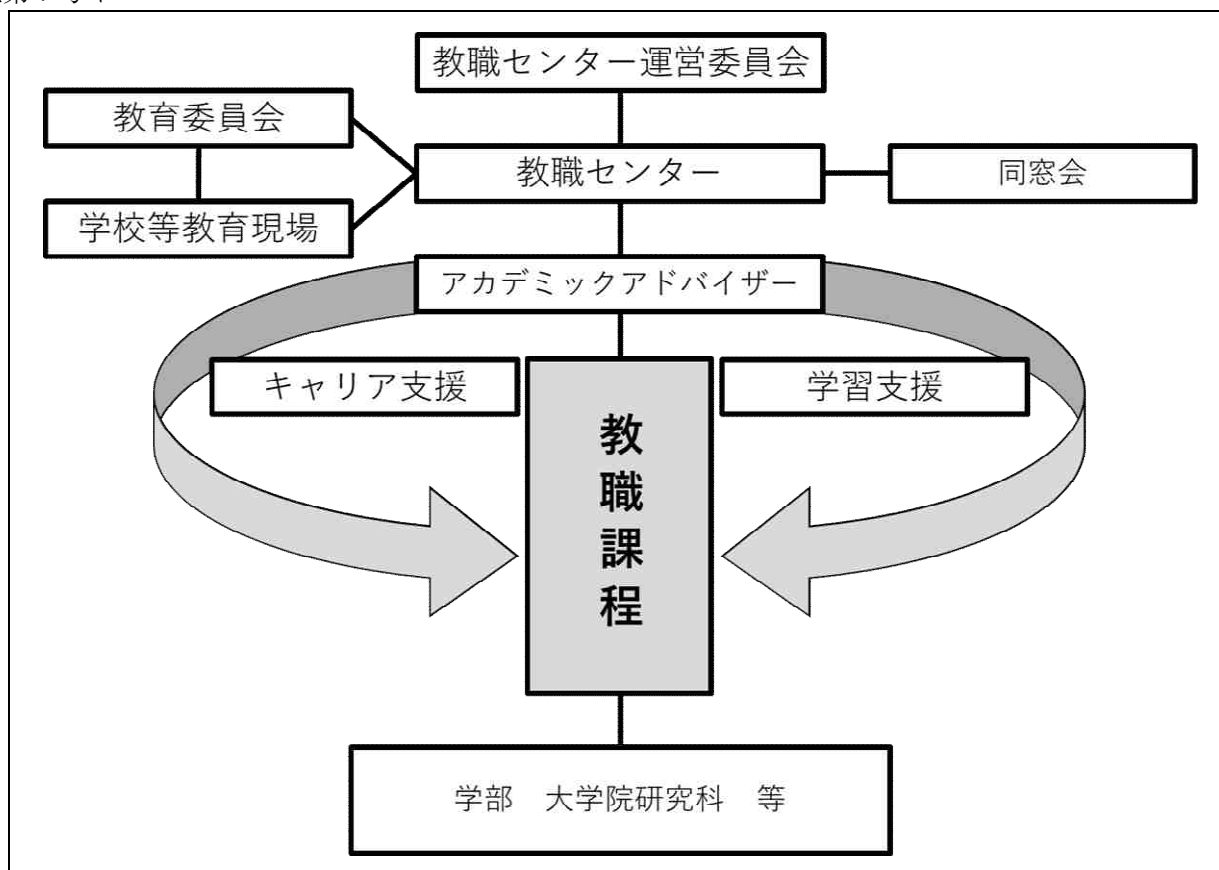 教職センター運営委員会
教育委員会
教職センター
同窓会
学校等教育現場
アカデミックアドバイザー
キャリア支援
学習支援
教職課程
学部　大学院研究科　等